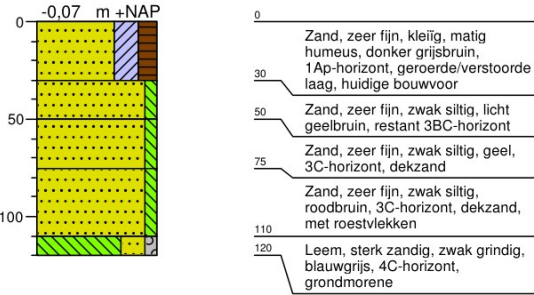 -0,07 m +NAP
0
50
100
0
Zand, zeer fijn, kleiïg, matig
humeus, donker grijsbruin,
1Ap-horizont, geroerde/verstoorde
laag, huidige bouwvoor
30
Zand, zeer fijn, zwak siltig, licht
geelbruin, restant 3BC-horizont
50
Zand, zeer fijn, zwak siltig, geel,
3C-horizont, dekzand
75
Zand, zeer fijn, zwak siltig,
roodbruin, 3C-horizont, dekzand,
met roestvlekken
110
Leem, sterk zandig, zwak grindig,
blauwgrijs, 4C-horizont,
grondmorene
120